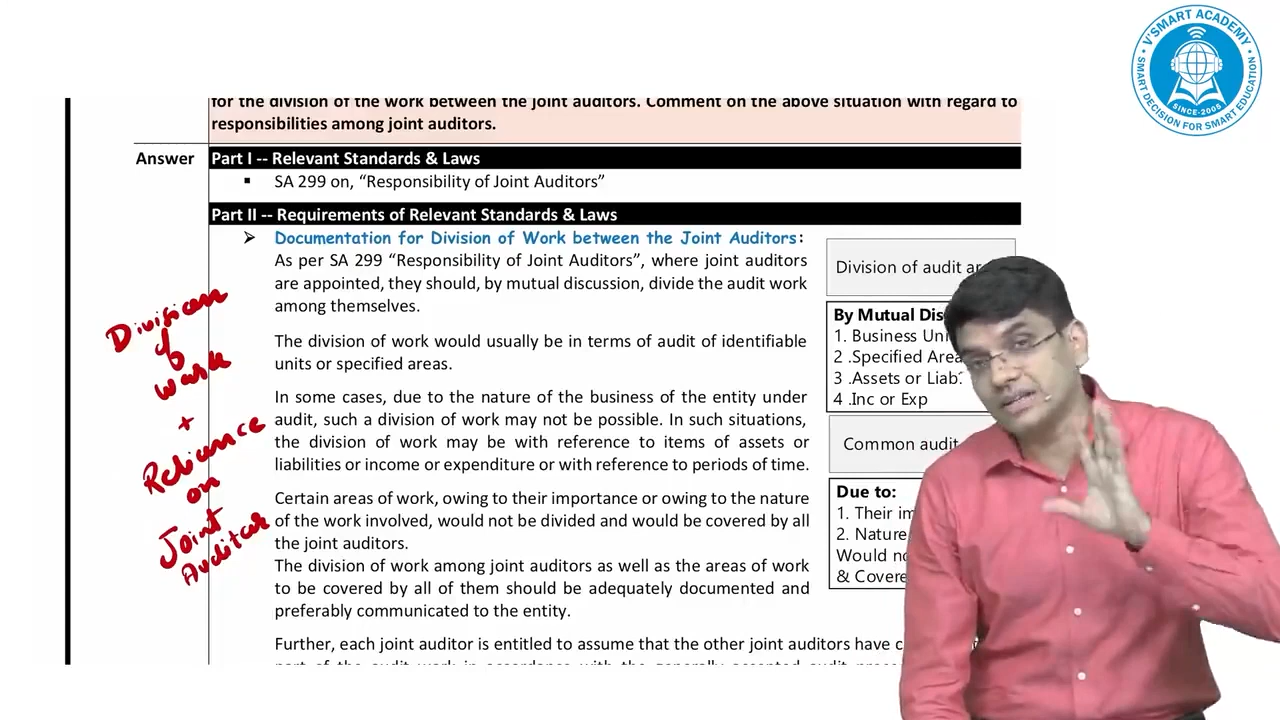 V'SMART ACADEMY
SINCE-2005
SMART DECISION FOR SMART EDUCATION
for the division of the work between the joint auditors. Comment on the above situation with regard to
responsibilities among joint auditors.
Answer
Part I -- Relevant Standards & Laws
▪ SA 299 on, “Responsibility of Joint Auditors”
Part II -- Requirements of Relevant Standards & Laws
➢ Documentation for Division of Work between the Joint Auditors:
As per SA 299 “Responsibility of Joint Auditors”, where joint auditors
are appointed, they should, by mutual discussion, divide the audit work
among themselves.
The division of work would usually be in terms of audit of identifiable
units or specified areas.
In some cases, due to the nature of the business of the entity under
audit, such a division of work may not be possible. In such situations,
the division of work may be with reference to items of assets or
liabilities or income or expenditure or with reference to periods of time.
Certain areas of work, owing to their importance or owing to the nature
of the work involved, would not be divided and would be covered by all
the joint auditors.
The division of work among joint auditors as well as the areas of work
to be covered by all of them should be adequately documented and
preferably communicated to the entity.
Further, each joint auditor is entitled to assume that the other joint auditors have
part of the audit work in accordance with the generally accepted audit
Division of audit
By Mutual
1. Business
2 .Specified
3 .Assets or
4 .Inc or Exp
Common audit
Due to:
1. Their
2. Nature
Would
& Covered
Division
of
work
+
Reliance
on
Joint
Auditor